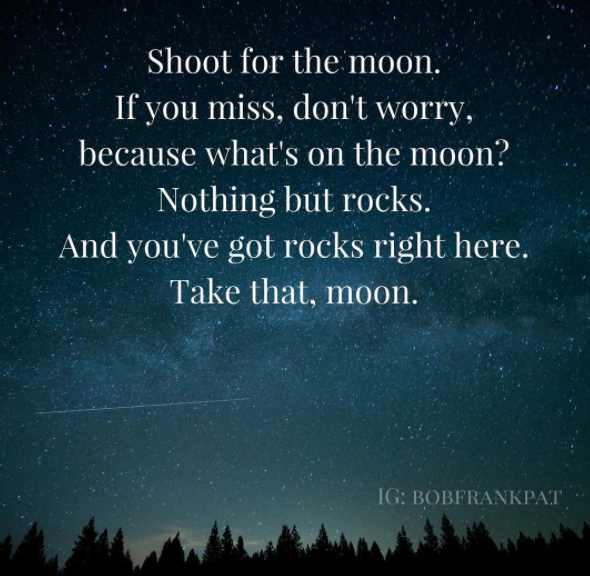 Shoot for the moon.
If you miss, don't worry,
because what's on the moon?
Nothing but rocks.
And you've got rocks right here.
Take that, moon.
IG: BOBFRANKPAT